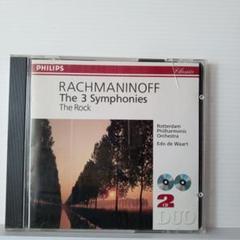 PHILIPS
Classics
RACHMANINOFF
The 3 Symphonies
The Rock
Rotterdam
Philharmonic
Orchestra
Edo de Waart
2
DUO